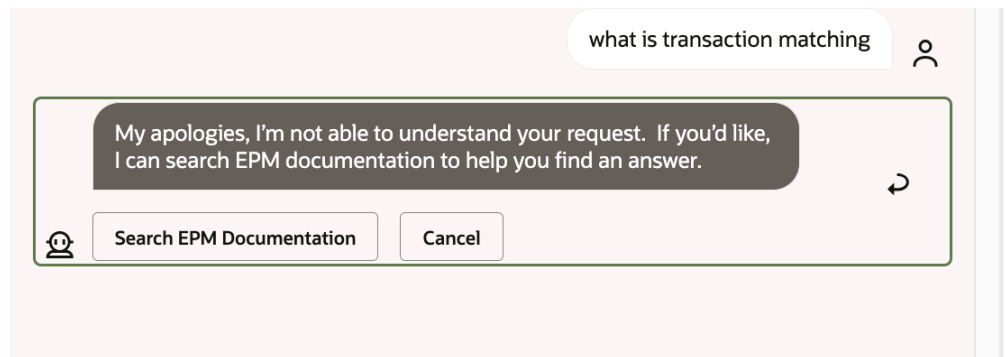 what is transaction matching
My apologies, I'm not able to understand your request.  If you'd like,
I can search EPM documentation to help you find an answer.
Search EPM Documentation
Cancel